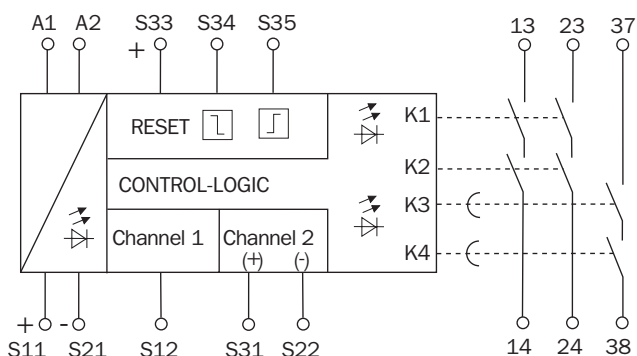 A1 A2 S33 S34 S35 13 23 37
+
RESET
K1
K2
CONTROL-LOGIC
K3
Channel 1 Channel 2
(+) (-)
K4
+ -
S11 S21 S12 S31 S22 14 24 38